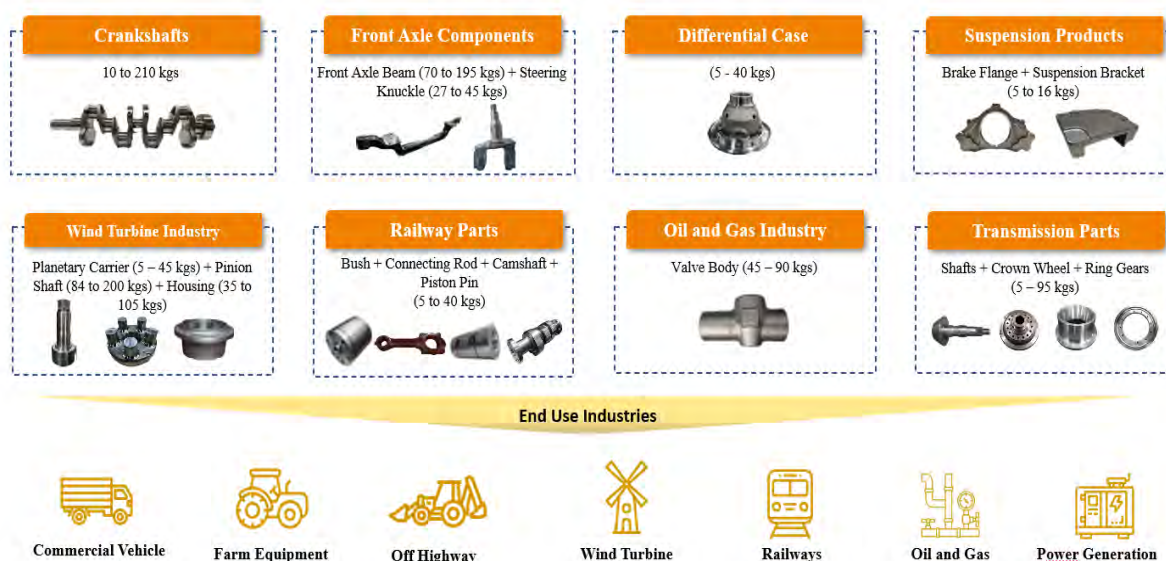 Crankshafts
10 to 210 kgs
Front Axle Components
Front Axle Beam (70 to 195 kgs) + Steering
Knuckle (27 to 45 kgs)
Differential Case
(5 - 40 kgs)
Suspension Products
Brake Flange + Suspension Bracket
(5 to 16 kgs)
Wind Turbine Industry
Planetary Carrier (5 – 45 kgs) + Pinion
Shaft (84 to 200 kgs) + Housing (35 to
105 kgs)
Railway Parts
Bush + Connecting Rod + Camshaft +
Piston Pin
(5 to 40 kgs)
Oil and Gas Industry
Valve Body (45 – 90 kgs)
Transmission Parts
Shafts + Crown Wheel + Ring Gears
(5 – 95 kgs)
End Use Industries
Commercial Vehicle
Farm Equipment
Off Highway
Wind Turbine
Railways
Oil and Gas
Power Generation